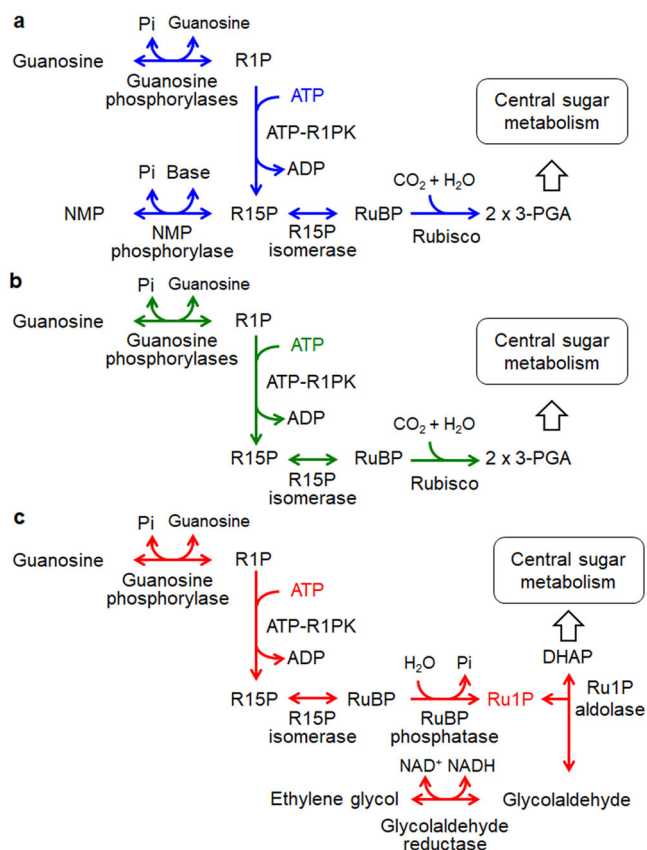 a
Pi Guanosine
Guanosine R1P
Guanosine
phosphorylases
ATP
ATP-R1PK
ADP
Central sugar
metabolism
Pi Base CO2 + H2O
NMP R15P RuBP 2 x 3-PGA
NMP
phosphorylase
R15P
isomerase
Rubisco
b
Pi Guanosine
Guanosine R1P
Guanosine
phosphorylases
ATP
ATP-R1PK
ADP
Central sugar
metabolism
CO2 + H2O
R15P RuBP 2 x 3-PGA
R15P
isomerase
Rubisco
c
Pi Guanosine
Guanosine R1P
Guanosine
phosphorylase
ATP
ATP-R1PK
ADP
Central sugar
metabolism
DHAP
H2O Pi
R15P RuBP Ru1P
R15P
isomerase
RuBP
phosphatase
Ru1P
aldolase
NAD+ NADH
Ethylene glycol Glycolaldehyde
Glycolaldehyde
reductase